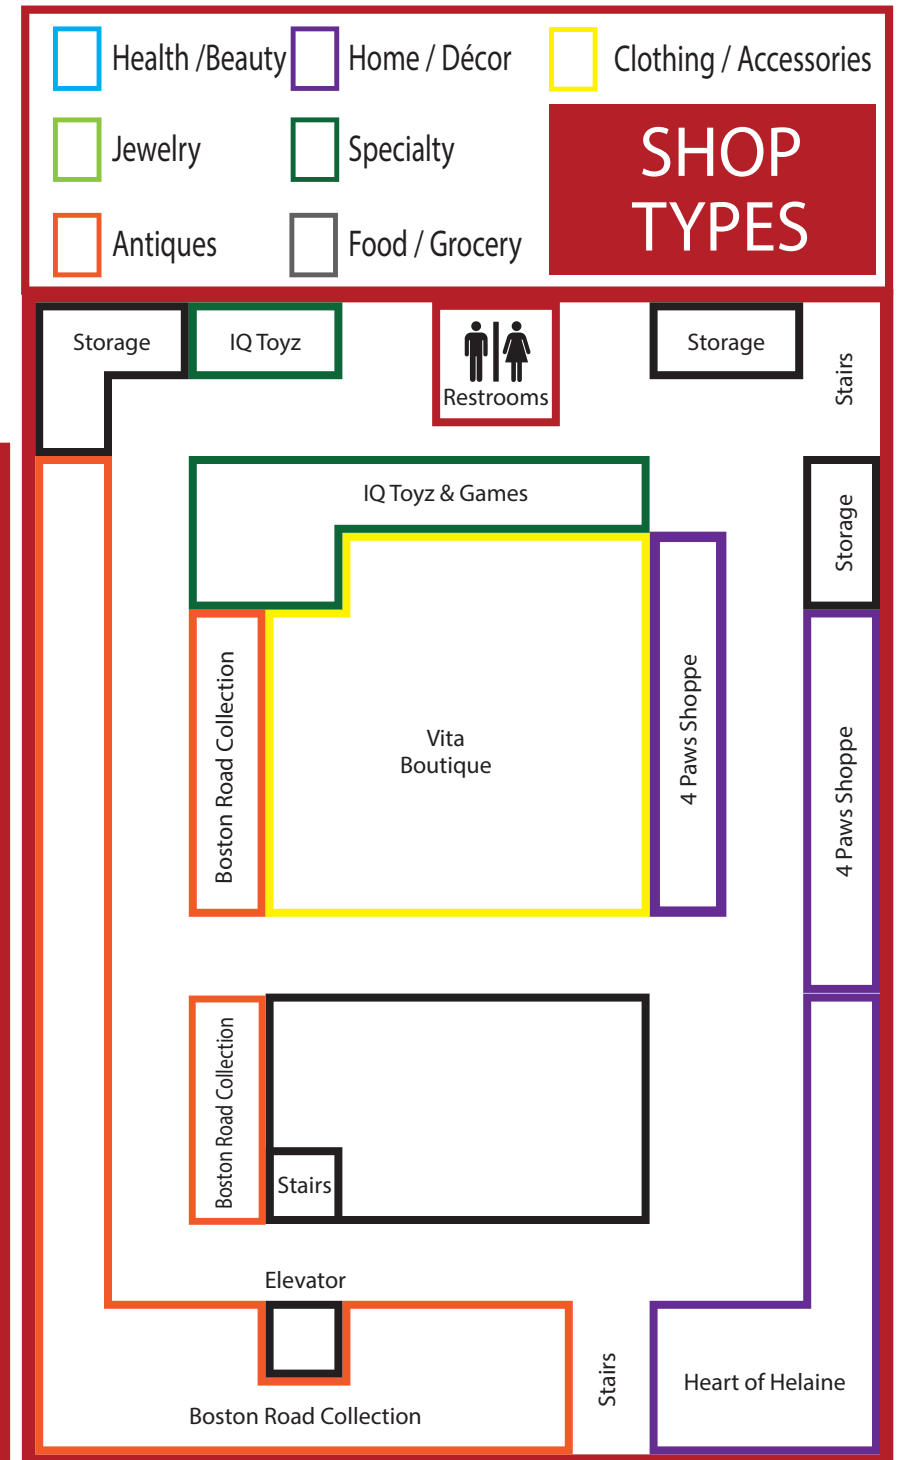 Health /Beauty
Home / Décor
Clothing / Accessories
Jewelry
Specialty
SHOP
TYPES
Antiques
Food / Grocery
Storage
IQ Toyz
Restrooms
Storage
Stairs
IQ Toyz & Games
Storage
Boston Road Collection
Vita
Boutique
4 Paws Shoppe
4 Paws Shoppe
Boston Road Collection
Stairs
Elevator
Stairs
Heart of Helaine
Boston Road Collection